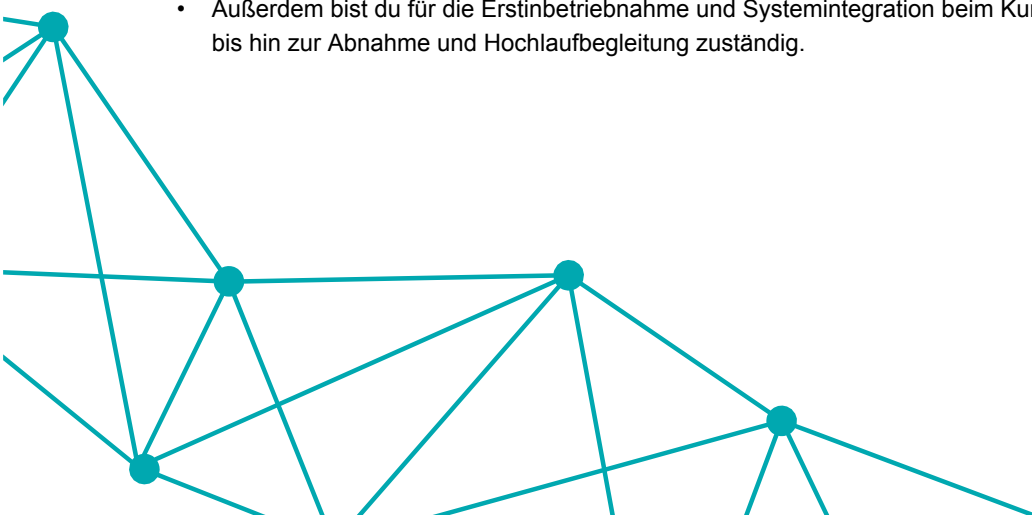 • Außerdem bist du für die Erstinbetriebnahme und Systemintegration beim
bis hin zur Abnahme und Hochlaufbegleitung zuständig.